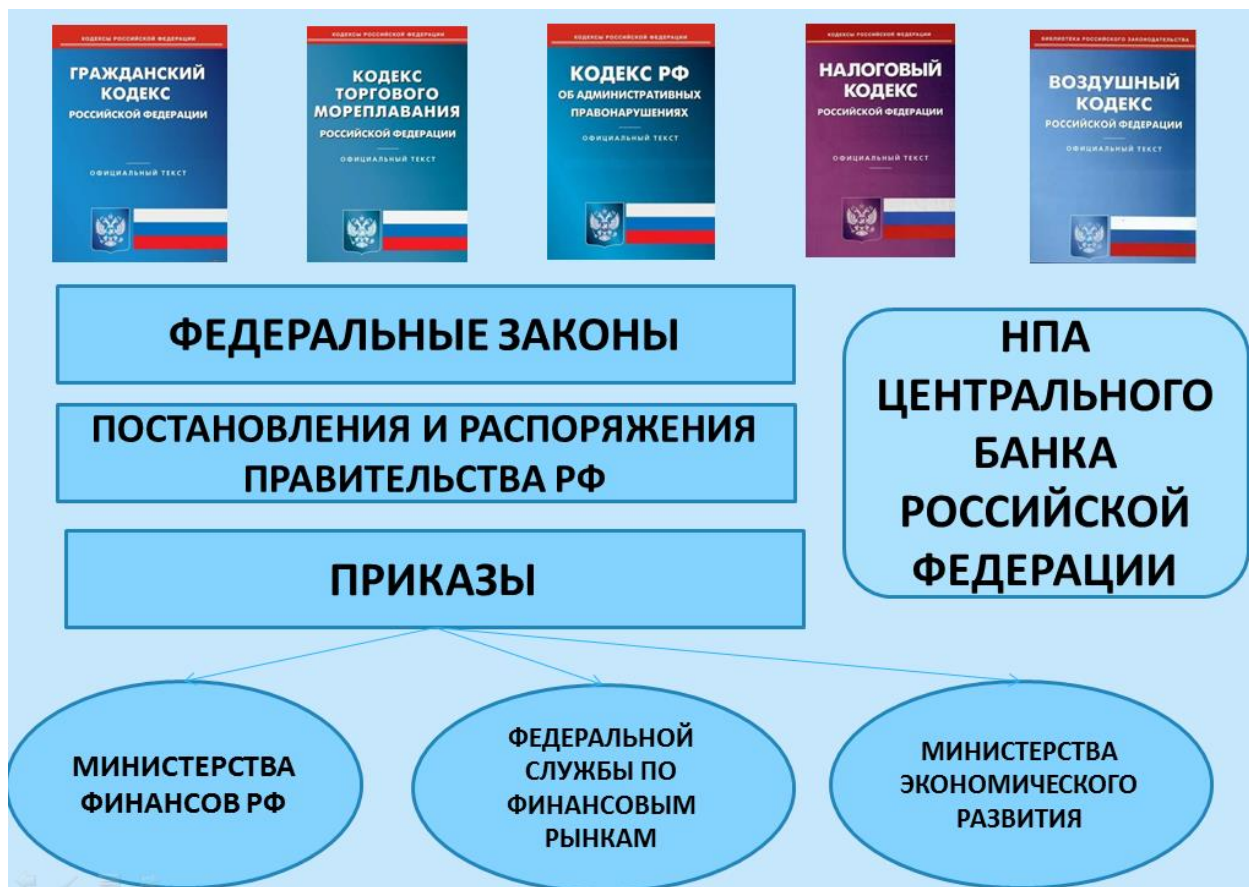 КОДЕКСЫ РОССИЙСКОЙ ФЕДЕРАЦИИ
ГРАЖДАНСКИЙ
КОДЕКС
РОССИЙСКОЙ ФЕДЕРАЦИИ
ОФИЦИАЛЬНЫЙ ТЕКСТ
КОДЕКСЫ РОССИЙСКОЙ ФЕДЕРАЦИИ
КОДЕКС
ТОРГОВОГО
МОРЕПЛАВАНИЯ
РОССИЙСКОЙ ФЕДЕРАЦИИ
ОФИЦИАЛЬНЫЙ ТЕКСТ
КОДЕКСЫ РОССИЙСКОЙ ФЕДЕРАЦИИ
КОДЕКС РФ
ОБ АДМИНИСТРАТИВНЫХ
ПРАВОНАРУШЕНИЯХ
ОФИЦИАЛЬНЫЙ ТЕКСТ
КОДЕКСЫ РОССИЙСКОЙ ФЕДЕРАЦИИ
НАЛОГОВЫЙ
КОДЕКС
РОССИЙСКОЙ ФЕДЕРАЦИИ
ОФИЦИАЛЬНЫЙ ТЕКСТ
БИБЛИОТЕКА РОССИЙСКОГО ЗАКОНОДАТЕЛЬСТВА
ВОЗДУШНЫЙ
КОДЕКС
РОССИЙСКОЙ ФЕДЕРАЦИИ
ОФИЦИАЛЬНЫЙ ТЕКСТ
ФЕДЕРАЛЬНЫЕ ЗАКОНЫ
ПОСТАНОВЛЕНИЯ И РАСПОРЯЖЕНИЯ
ПРАВИТЕЛЬСТВА РФ
ПРИКАЗЫ
НПА
ЦЕНТРАЛЬНОГО
БАНКА
РОССИЙСКОЙ
ФЕДЕРАЦИИ
МИНИСТЕРСТВА
ФИНАНСОВ РФ
ФЕДЕРАЛЬНОЙ
СЛУЖБЫ ПО
ФИНАНСОВЫМ
РЫНКАМ
МИНИСТЕРСТВА
ЭКОНОМИЧЕСКОГО
РАЗВИТИЯ